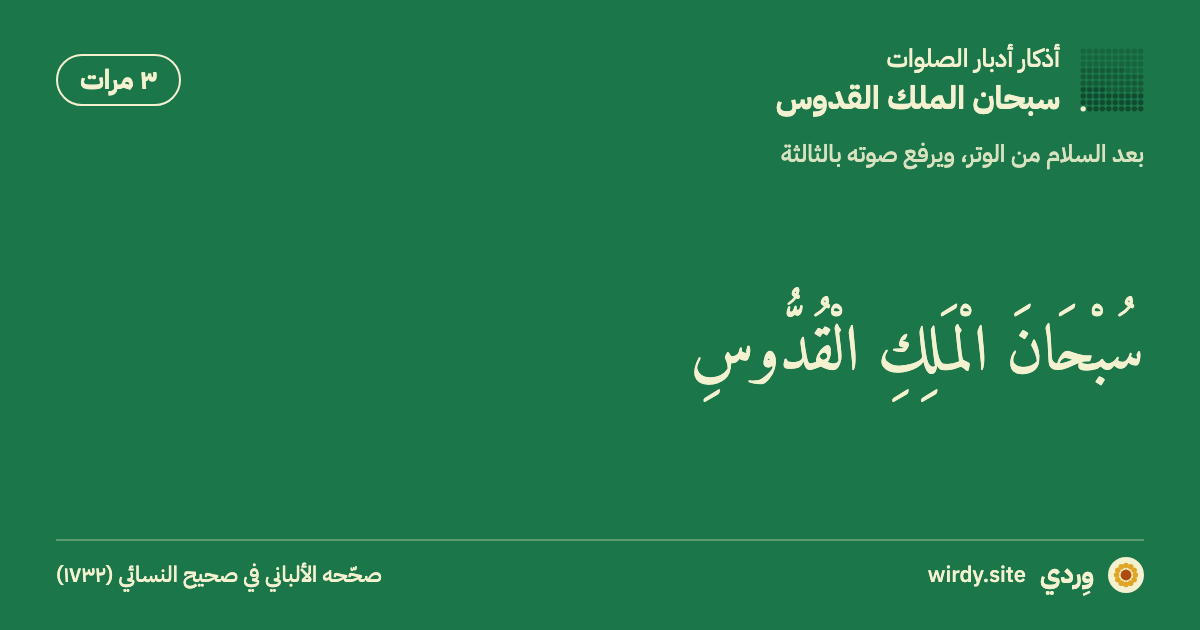 أذكار أدبار الصلوات
سبحان الملك القدوس
٣ مرات
بعد السلام من الوتر، ويرفع صوته بالثالثة
سُبْحَانَ الْمَلِكِ الْقُدُّوسِ
وِردي wirdy.site
صحّحه الألباني في صحيح النسائي (١٧٣٢)